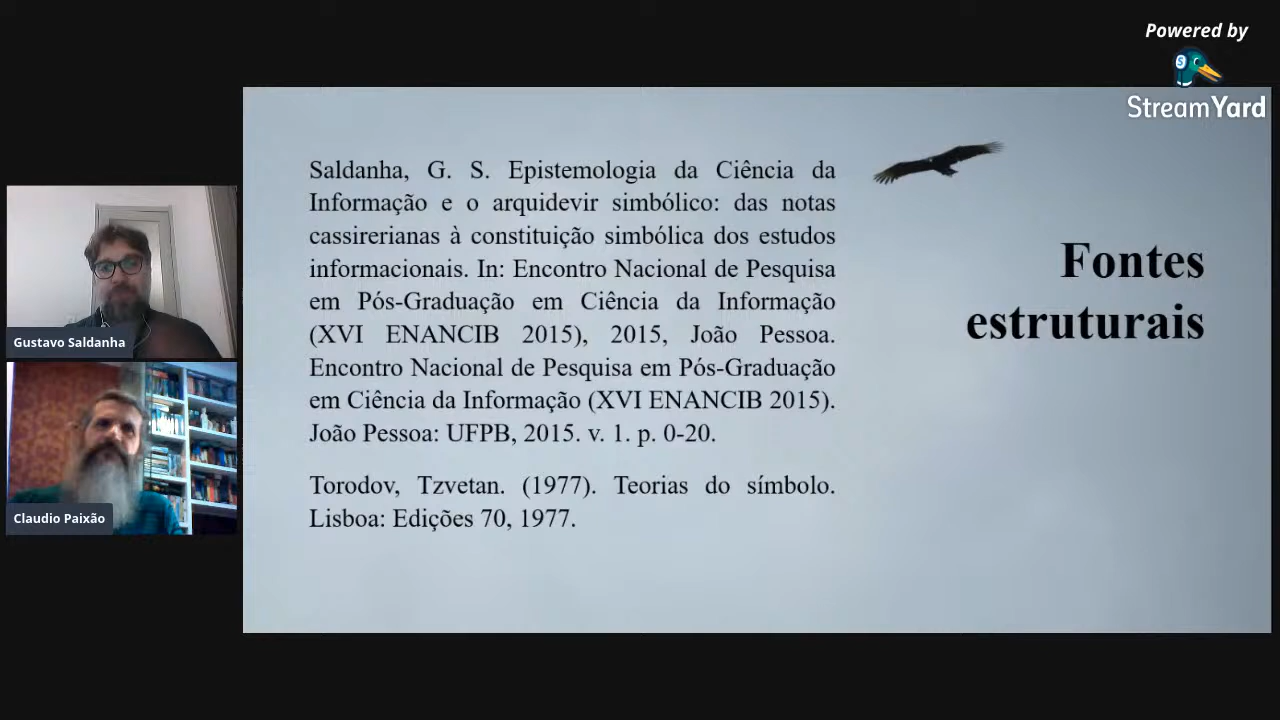 Powered by
StreamYard
Saldanha, G. S. Epistemologia da Ciência da
Informação e o arquidevir simbólico: das notas
cassirerianas à constituição simbólica dos estudos
informacionais. In: Encontro Nacional de Pesquisa
em Pós-Graduação em Ciência da Informação
(XVI ENANCIB 2015), 2015, João Pessoa.
Encontro Nacional de Pesquisa em Pós-Graduação
em Ciência da Informação (XVI ENANCIB 2015).
João Pessoa: UFPB, 2015. v. 1. p. 0-20.
Torodov, Tzvetan. (1977). Teorias do símbolo.
Lisboa: Edições 70, 1977.
Fontes
estruturais
Gustavo Saldanha
Claudio Paixão